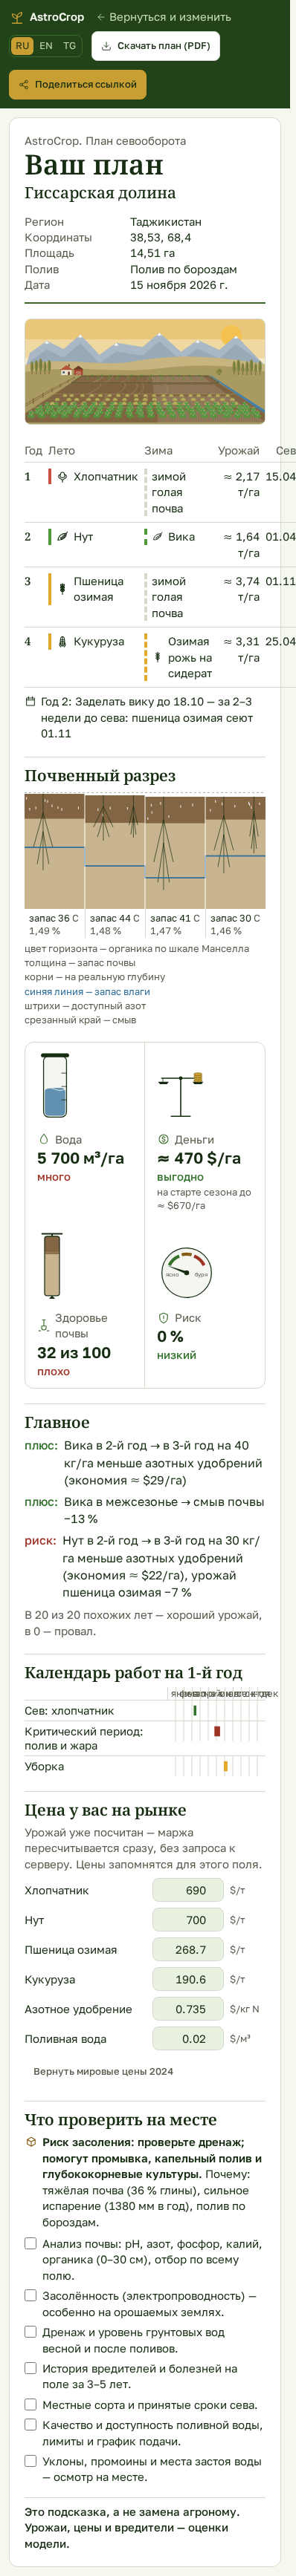 AstroCrop ← Вернуться и изменить
RU EN TG Скачать план (PDF)
Поделиться ссылкой
AstroCrop. План севооборота
Ваш план
Гиссарская долина
Регион Таджикистан
Координаты 38,53, 68,4
Площадь 14,51 га
Полив Полив по бороздам
Дата 15 ноября 2026 г.
Год Лето Зима Урожай Сев
1 Хлопчатник зимой ≈ 2,17 15.04
голая т/га
почва
2 Нут Вика ≈ 1,64 01.04
т/га
3 Пшеница зимой ≈ 3,74 01.11
озимая голая т/га
почва
4 Кукуруза Озимая ≈ 3,31 25.04
рожь на т/га
сидерат
Год 2: Заделать вику до 18.10 — за 2–3
недели до сева: пшеница озимая сеют
01.11
Почвенный разрез
запас 36 С запас 44 С запас 41 С запас 30 С
1,49 % 1,48 % 1,47 % 1,46 %
цвет горизонта — органика по шкале Манселла
толщина — запас почвы
корни — на реальную глубину
синяя линия — запас влаги
штрихи — доступный азот
срезанный край — смыв
Вода Деньги
5 700 м³/га ≈ 470 $/га
много выгодно
на старте сезона до
≈ $670/га
ясно буря
Здоровье Риск
почвы
32 из 100 0 %
плохо низкий
Главное
плюс: Вика в 2-й год → в 3-й год на 40
кг/га меньше азотных удобрений
(экономия ≈ $29/га)
плюс: Вика в межсезонье → смыв почвы
−13 %
риск: Нут в 2-й год → в 3-й год на 30 кг/
га меньше азотных удобрений
(экономия ≈ $22/га), урожай
пшеница озимая −7 %
В 20 из 20 похожих лет — хороший урожай,
в 0 — провал.
Календарь работ на 1-й год
Сев: хлопчатник
Критический период:
полив и жара
Уборка
Цена у вас на рынке
Урожай уже посчитан — маржа
пересчитывается сразу, без запроса к
серверу. Цены запомнятся для этого поля.
Хлопчатник 690 $/т
Нут 700 $/т
Пшеница озимая 268.7 $/т
Кукуруза 190.6 $/т
Азотное удобрение 0.735 $/кг N
Поливная вода 0.02 $/м³
Вернуть мировые цены 2024
Что проверить на месте
Риск засоления: проверьте дренаж;
помогут промывка, капельный полив и
глубококорневые культуры. Почему:
тяжёлая почва (36 % глины), сильное
испарение (1380 мм в год), полив по
бороздам.
Анализ почвы: pH, азот, фосфор, калий,
органика (0–30 см), отбор по всему
полю.
Засолённость (электропроводность) —
особенно на орошаемых землях.
Дренаж и уровень грунтовых вод
весной и после поливов.
История вредителей и болезней на
поле за 3–5 лет.
Местные сорта и принятые сроки сева.
Качество и доступность поливной воды,
лимиты и график подачи.
Уклоны, промоины и места застоя воды
— осмотр на месте.
Это подсказка, а не замена агроному.
Урожаи, цены и вредители — оценки
модели.